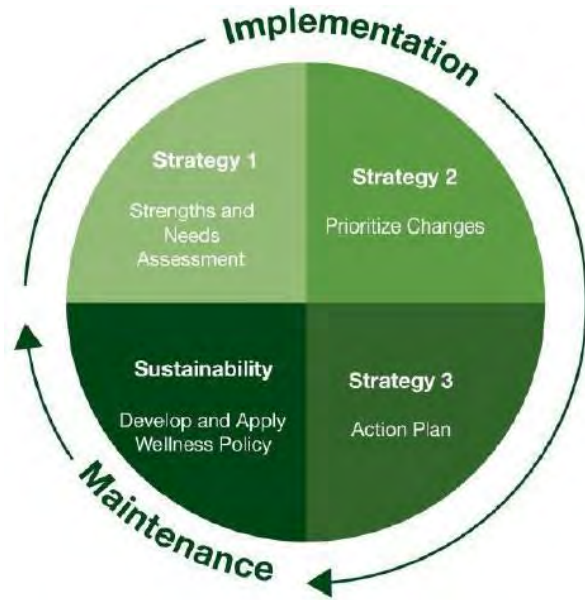 Implementation
Strategy 1
Strengths and
Needs
Assessment
Strategy 2
Prioritize Changes
Sustainability
Develop and Apply
Wellness Policy
Strategy 3
Action Plan
Maintenance